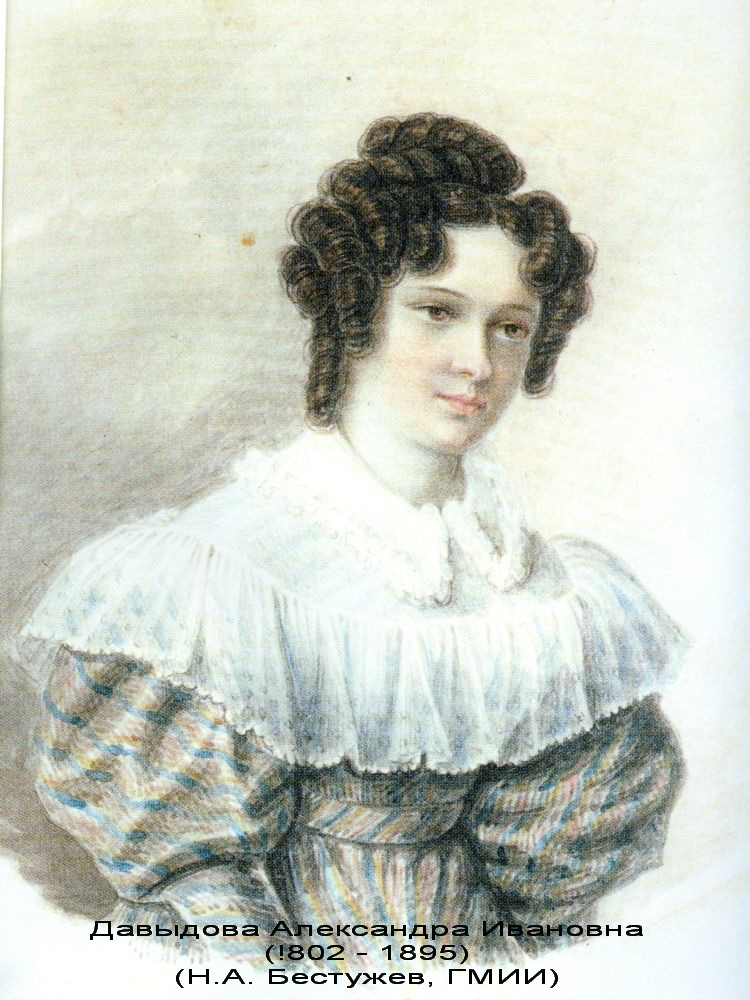 Давыдова Александра Ивановна
(!802 - 1895)
(Н.А. Бестужев, ГМИИ)